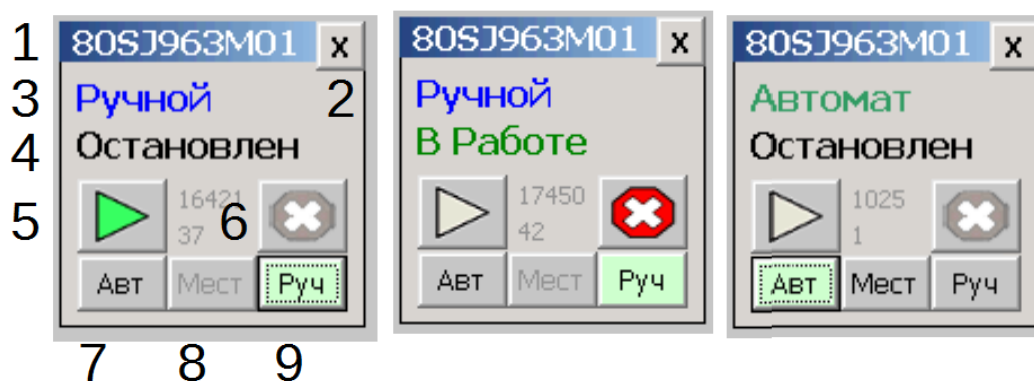 1 80SJ963M01 x 80SJ963M01 x 80SJ963M01 x
3 Ручной 2 Ручной Автомат
4 Остановлен В Работе Остановлен
5 16421 6 17450 1025
37 42 1
Авт Мест Руч Авт Мест Руч Авт Мест Руч
7 8 9